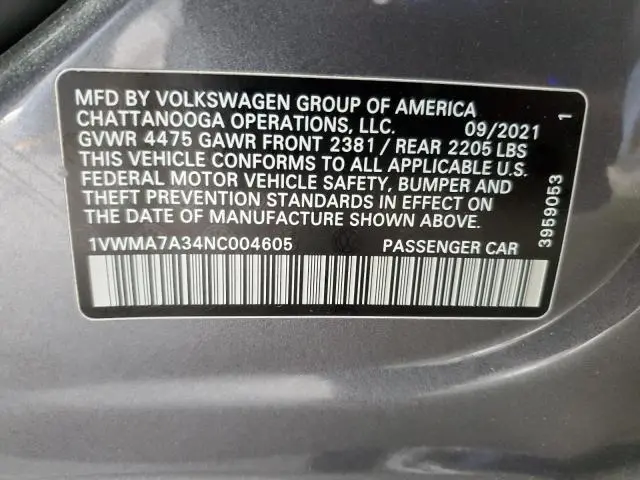 MFD BY VOLKSWAGEN GROUP OF AMERICA
CHATTANOOGA OPERATIONS, LLC. 09/2021
GVWR 4475 GAWR FRONT 2381 / REAR 2205 LBS
THIS VEHICLE CONFORMS TO ALL APPLICABLE U.S.
FEDERAL MOTOR VEHICLE SAFETY, BUMPER AND
THEFT PREVENTION STANDARDS IN EFFECT ON
THE DATE OF MANUFACTURE SHOWN ABOVE.
1VWMA7A34NC004605 PASSENGER CAR
3959053 1